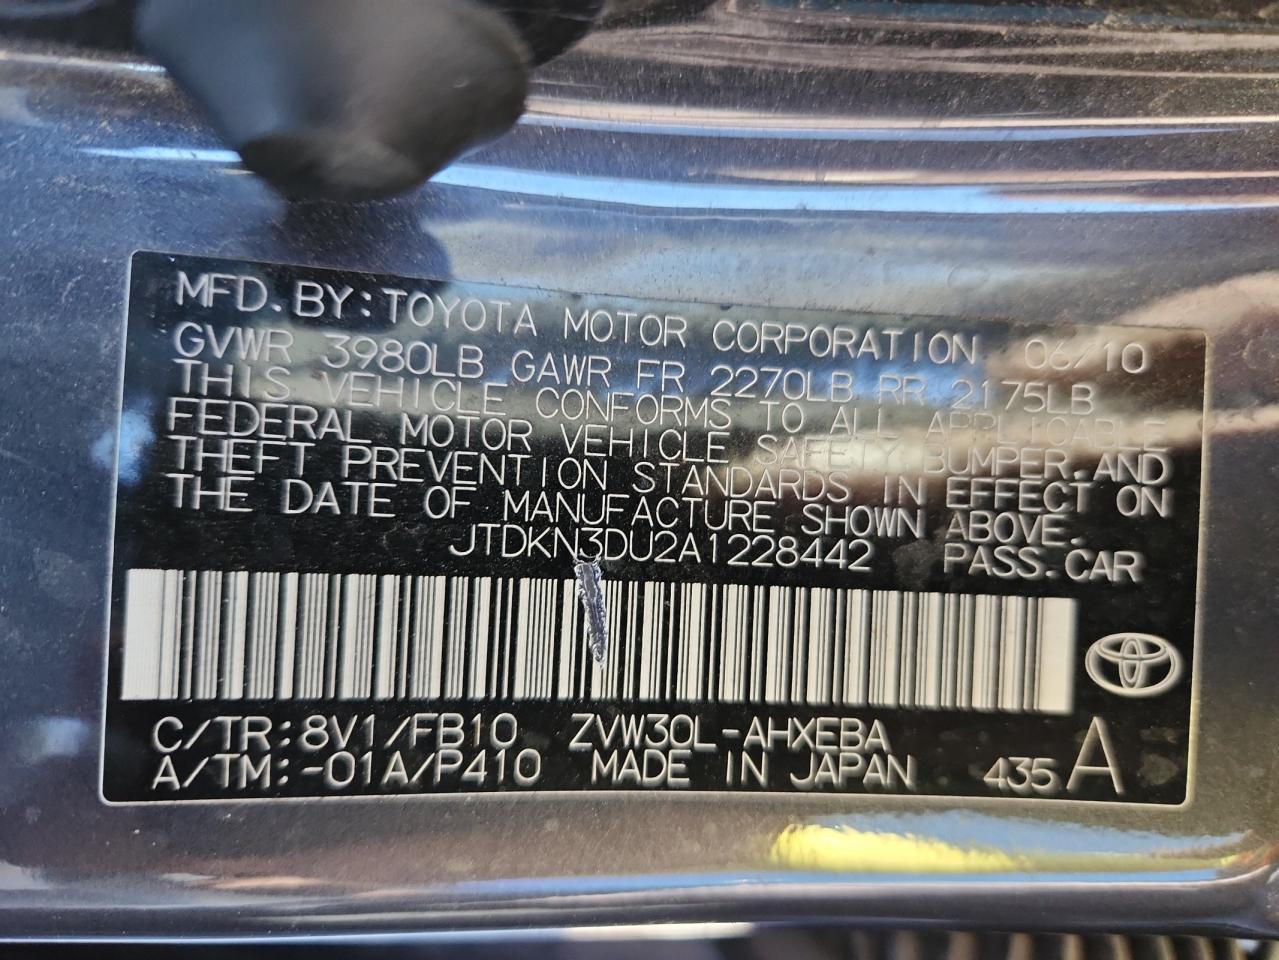 MFD. BY: TOYOTA MOTOR CORPORATION 06/10
GVWR 3980LB GAWR FR 2270LB RR 2175LB
THIS VEHICLE CONFORMS TO ALL APPLICABLE
FEDERAL MOTOR VEHICLE SAFETY, BUMPER, AND
THEFT PREVENTION STANDARDS IN EFFECT ON
THE DATE OF MANUFACTURE SHOWN ABOVE.
JTDKN3DU2A1228442 PASS. CAR
C/TR: 8V1/FB10 ZVW30L-AHXEBA
A/TM: -01A/P410 MADE IN JAPAN 435 A